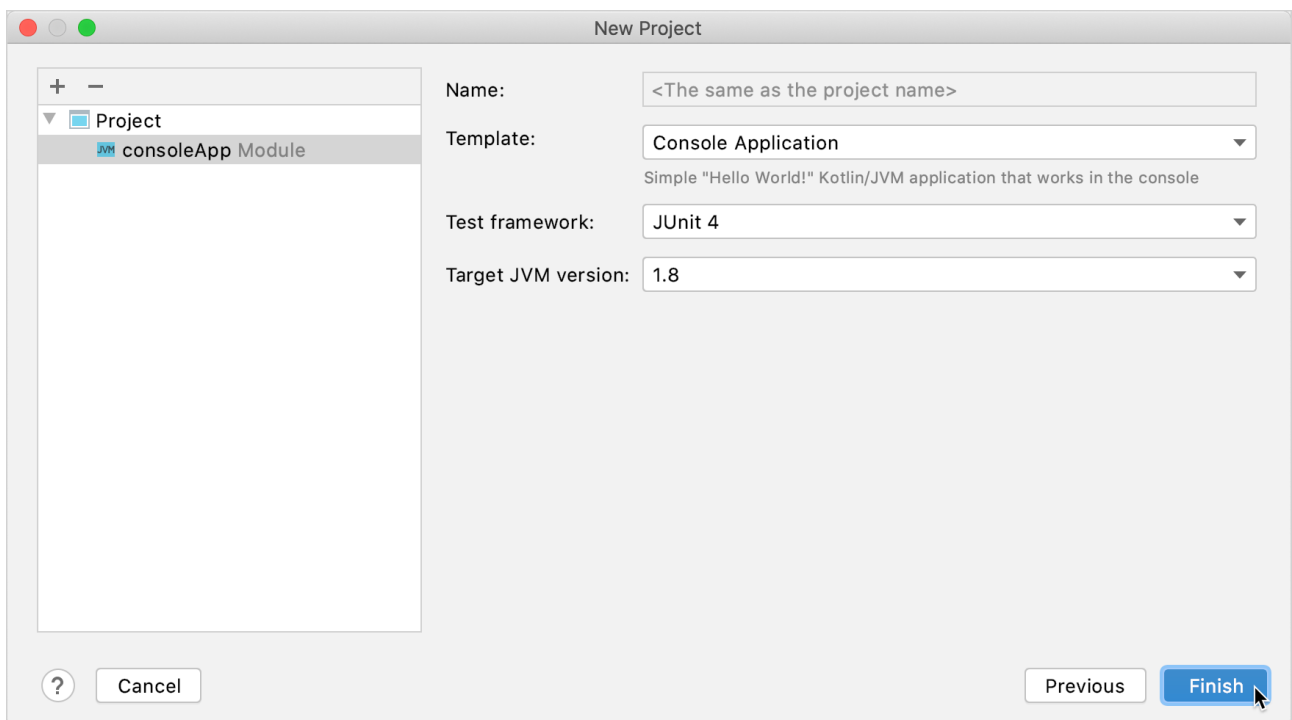 New Project
+ −
Project
JVM consoleApp Module
Name: <The same as the project name>
Template: Console Application
Simple "Hello World!" Kotlin/JVM application that works in the console
Test framework: JUnit 4
Target JVM version: 1.8
? Cancel Previous Finish